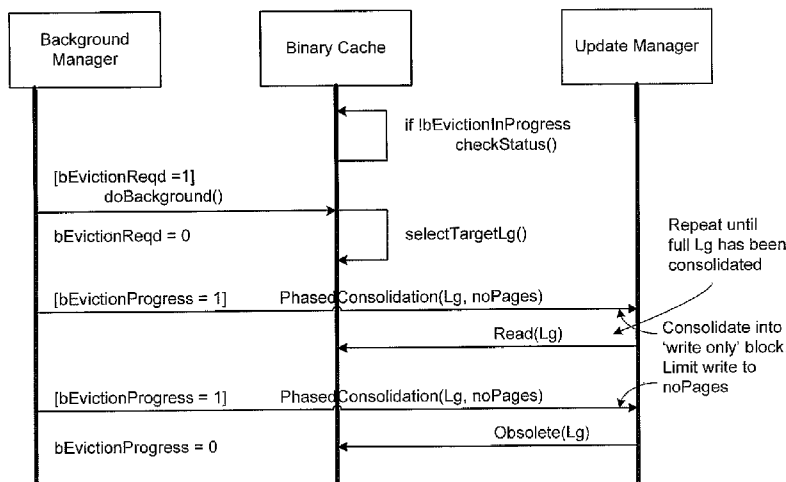 Background
Manager
Binary Cache
Update Manager
if !bEvictionInProgress
checkStatus()
[bEvictionReqd =1]
doBackground()
bEvictionReqd = 0
selectTargetLg()
Repeat until
full Lg has been
consolidated
[bEvictionProgress = 1]
PhasedConsolidation(Lg, noPages)
Read(Lg)
Consolidate into
'write only' block
Limit write to
noPages
[bEvictionProgress = 1]
PhasedConsolidation(Lg, noPages)
Obsolete(Lg)
bEvictionProgress = 0